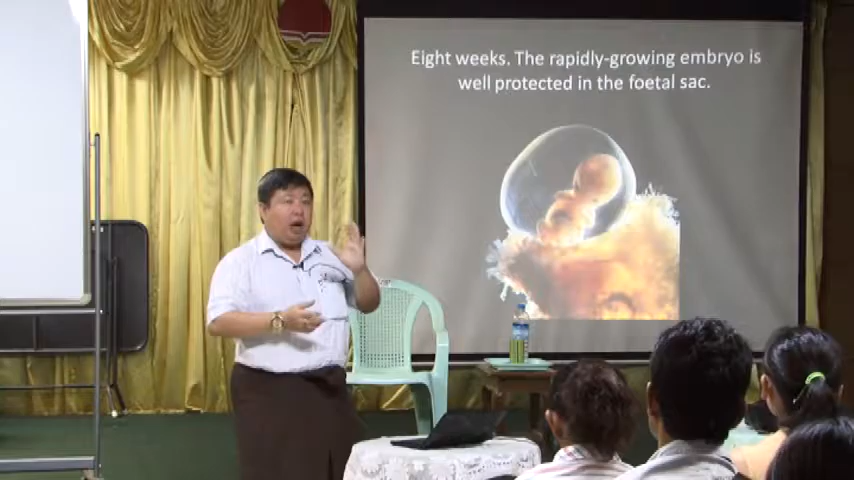 Eight weeks. The rapidly-growing embryo is
well protected in the foetal sac.